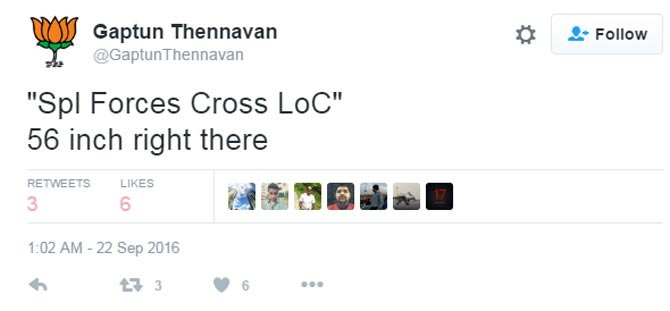 Gaptun Thennavan
@GaptunThennavan
Follow
"Spl Forces Cross LoC"
56 inch right there
RETWEETS LIKES
3 6
17
1:02 AM - 22 Sep 2016
3 6